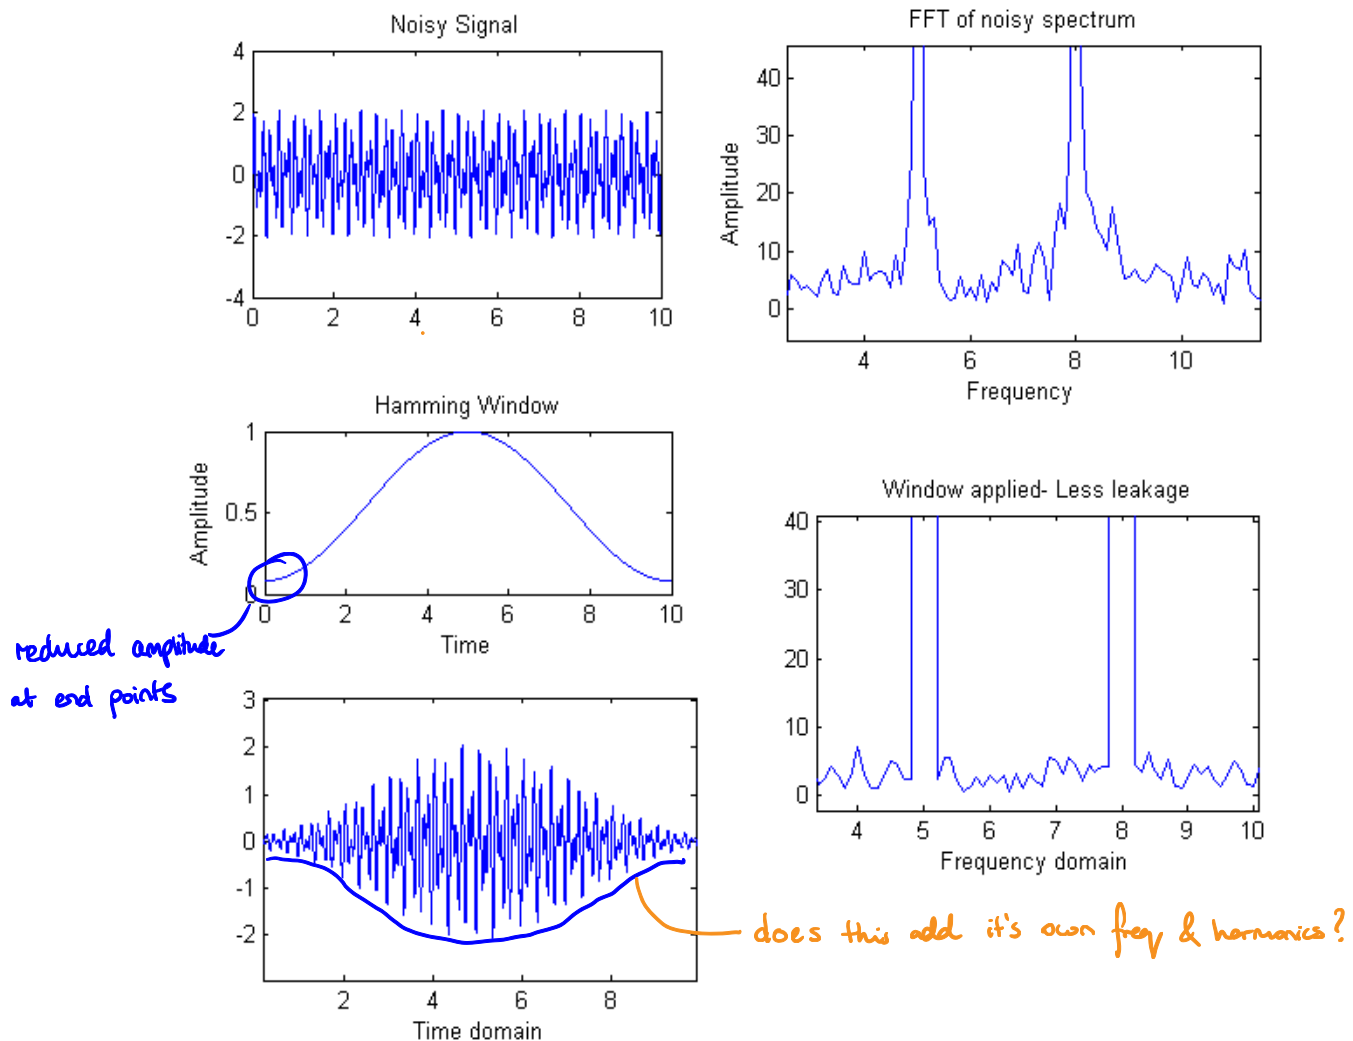 Noisy Signal
4
2
0
-2
-4
0 2 4 6 8 10
FFT of noisy spectrum
Amplitude
40
30
20
10
0
4 6 8 10
Frequency
Hamming Window
Amplitude
1
0.5
0
0 2 4 6 8 10
Time
reduced amplitude
at end points
Window applied- Less leakage
40
30
20
10
0
4 5 6 7 8 9 10
Frequency domain
3
2
1
0
-1
-2
2 4 6 8
Time domain
does this add it's own freq & harmonics?